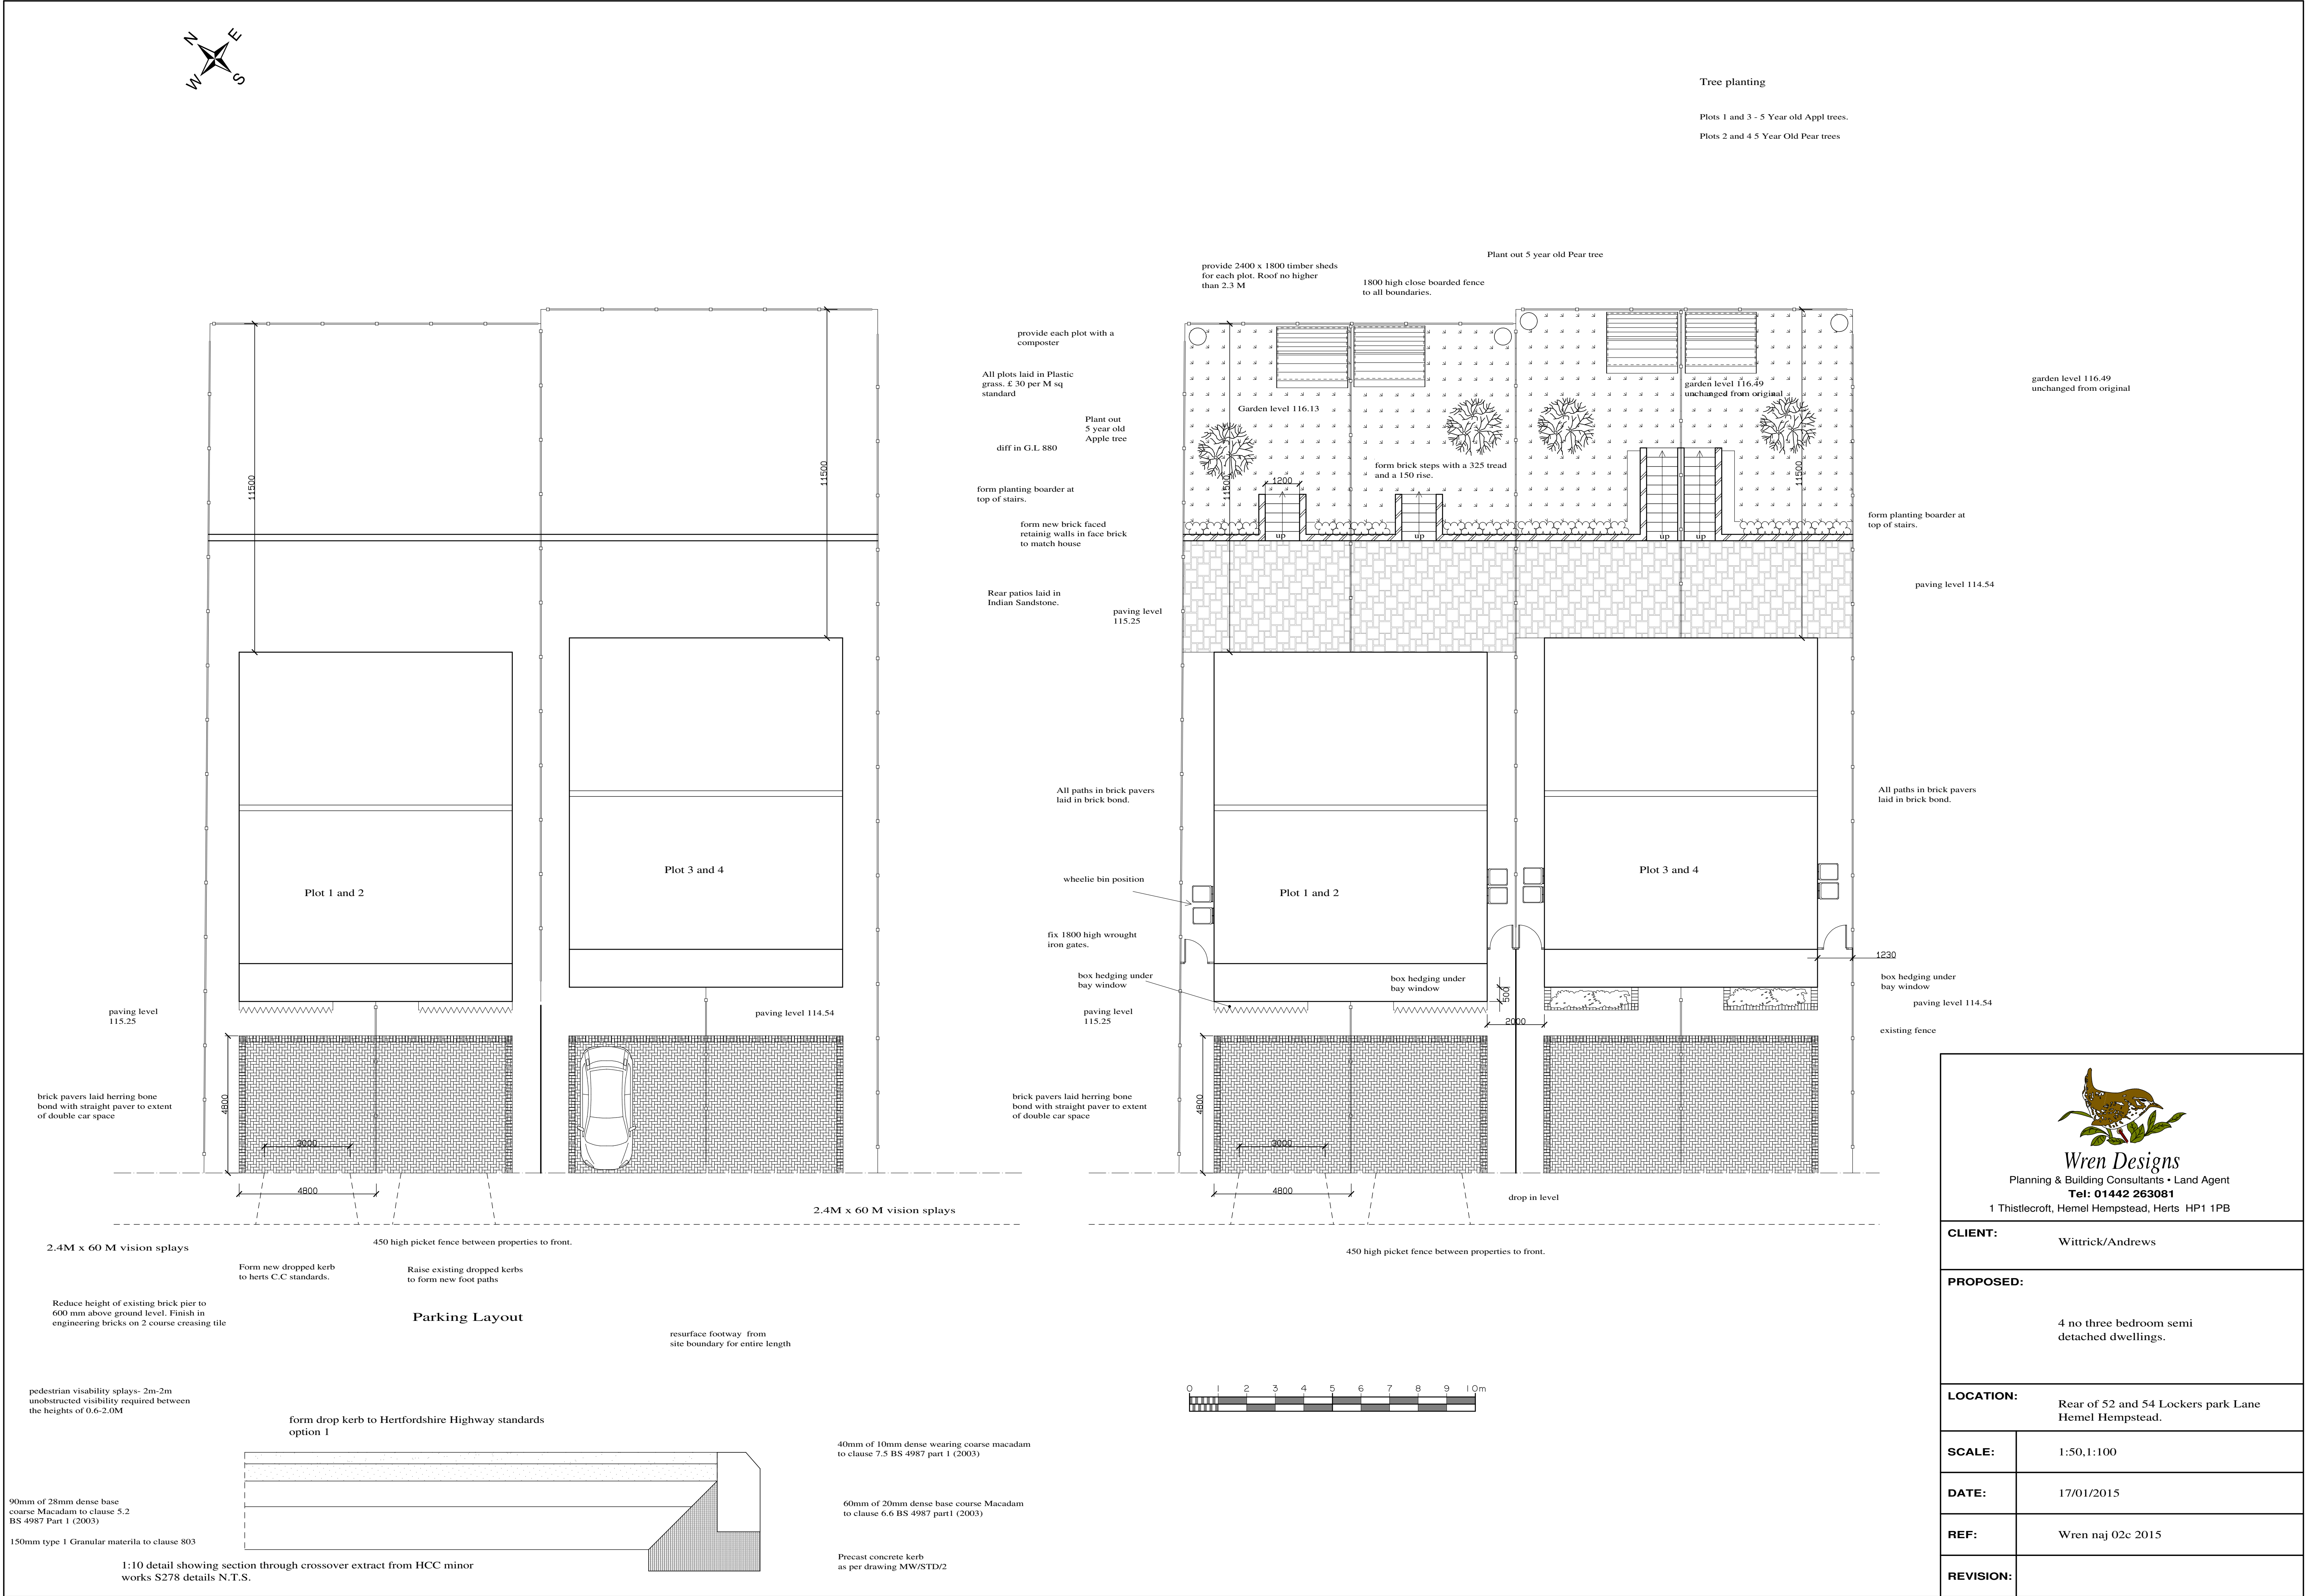 N
E
W
S
Tree planting
Plots 1 and 3 - 5 Year old Appl trees.
Plots 2 and 4 5 Year Old Pear trees
11500
11500
Plot 1 and 2
Plot 3 and 4
paving level
115.25
paving level 114.54
brick pavers laid herring bone
bond with straight paver to extent
of double car space
4800
3000
4800
2.4M x 60 M vision splays
2.4M x 60 M vision splays
450 high picket fence between properties to front.
Form new dropped kerb
to herts C.C standards.
Raise existing dropped kerbs
to form new foot paths
Reduce height of existing brick pier to
600 mm above ground level. Finish in
engineering bricks on 2 course creasing tile
Parking Layout
resurface footway from
site boundary for entire length
pedestrian visability splays- 2m-2m
unobstructed visibility required between
the heights of 0.6-2.0M
form drop kerb to Hertfordshire Highway standards
option 1
40mm of 10mm dense wearing coarse macadam
to clause 7.5 BS 4987 part 1 (2003)
90mm of 28mm dense base
coarse Macadam to clause 5.2
BS 4987 Part 1 (2003)
60mm of 20mm dense base course Macadam
to clause 6.6 BS 4987 part1 (2003)
150mm type 1 Granular materila to clause 803
Precast concrete kerb
as per drawing MW/STD/2
1:10 detail showing section through crossover extract from HCC minor
works S278 details N.T.S.
Plant out 5 year old Pear tree
provide 2400 x 1800 timber sheds
for each plot. Roof no higher
than 2.3 M
1800 high close boarded fence
to all boundaries.
provide each plot with a
composter
All plots laid in Plastic
grass. £ 30 per M sq
standard
garden level 116.49
unchanged from original
garden level 116.49
unchanged from original
Garden level 116.13
Plant out
5 year old
Apple tree
diff in G.L 880
form brick steps with a 325 tread
and a 150 rise.
11500
1200
11500
form planting boarder at
top of stairs.
form planting boarder at
top of stairs.
form new brick faced
retainig walls in face brick
to match house
up
up
up
up
Rear patios laid in
Indian Sandstone.
paving level
115.25
paving level 114.54
All paths in brick pavers
laid in brick bond.
All paths in brick pavers
laid in brick bond.
wheelie bin position
Plot 1 and 2
Plot 3 and 4
fix 1800 high wrought
iron gates.
1230
box hedging under
bay window
box hedging under
bay window
box hedging under
bay window
500
paving level
115.25
2000
paving level 114.54
existing fence
brick pavers laid herring bone
bond with straight paver to extent
of double car space
4800
3000
4800
drop in level
450 high picket fence between properties to front.
0 1 2 3 4 5 6 7 8 9 10m
Wren Designs
Planning & Building Consultants • Land Agent
Tel: 01442 263081
1 Thistlecroft, Hemel Hempstead, Herts HP1 1PB
CLIENT:
Wittrick/Andrews
PROPOSED:
4 no three bedroom semi
detached dwellings.
LOCATION:
Rear of 52 and 54 Lockers park Lane
Hemel Hempstead.
SCALE:
1:50,1:100
DATE:
17/01/2015
REF:
Wren naj 02c 2015
REVISION: